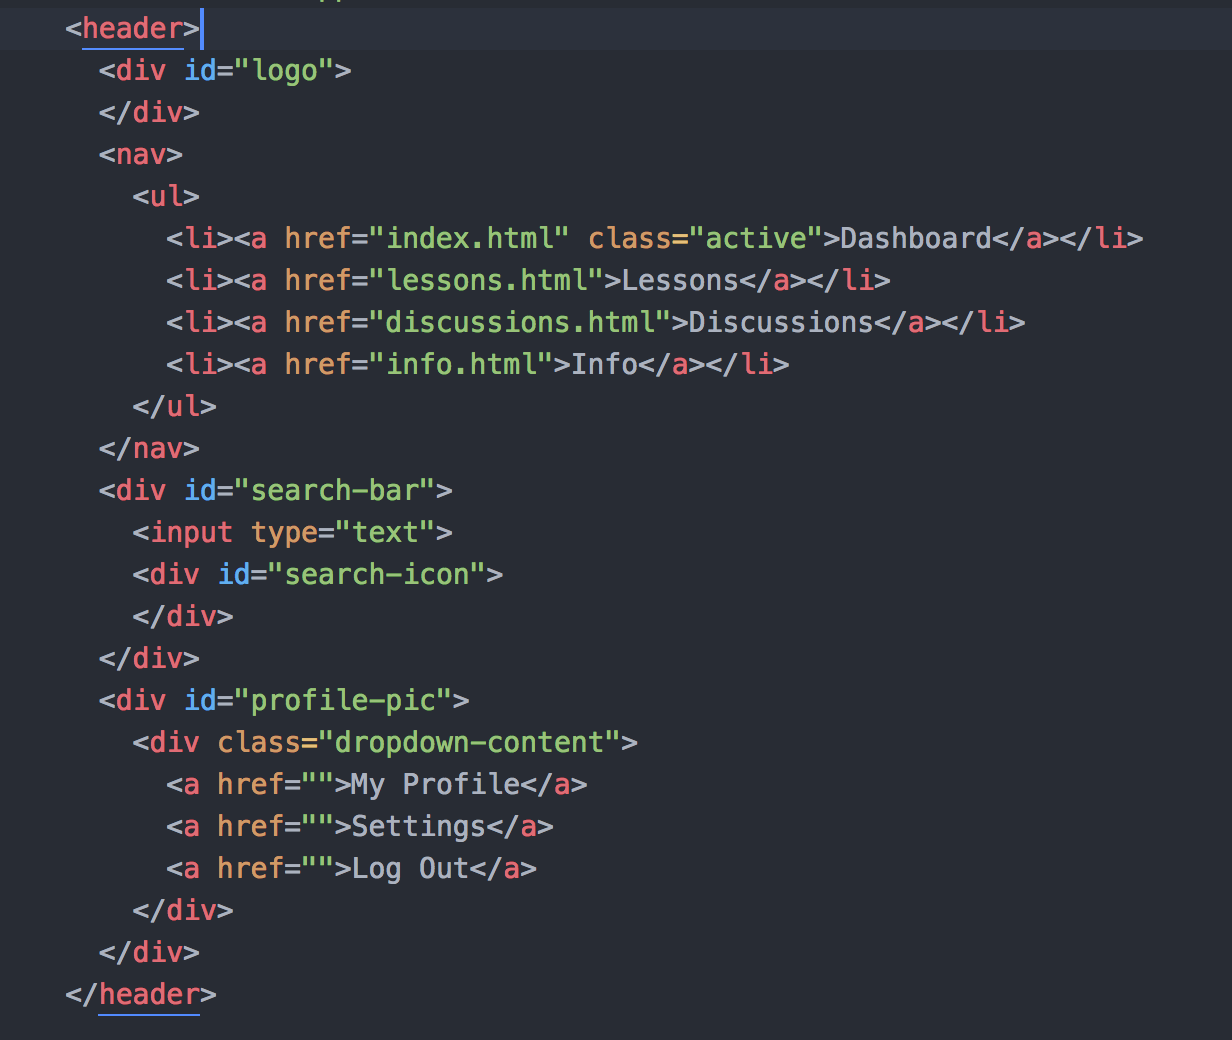 <header>
<div id="logo">
</div>
<nav>
<ul>
<li><a href="index.html" class="active">Dashboard</a></li>
<li><a href="lessons.html">Lessons</a></li>
<li><a href="discussions.html">Discussions</a></li>
<li><a href="info.html">Info</a></li>
</ul>
</nav>
<div id="search-bar">
<input type="text">
<div id="search-icon">
</div>
</div>
<div id="profile-pic">
<div class="dropdown-content">
<a href="">My Profile</a>
<a href="">Settings</a>
<a href="">Log Out</a>
</div>
</div>
</header>